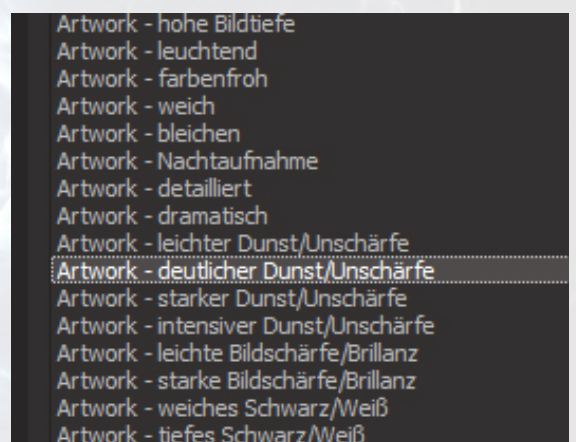 Artwork - hohe Bildtiefe
Artwork - leuchtend
Artwork - farbenfroh
Artwork - weich
Artwork - bleichen
Artwork - Nachtaufnahme
Artwork - detailliert
Artwork - dramatisch
Artwork - leichter Dunst/Unschärfe
Artwork - deutlicher Dunst/Unschärfe
Artwork - starker Dunst/Unschärfe
Artwork - intensiver Dunst/Unschärfe
Artwork - leichte Bildschärfe/Brillanz
Artwork - starke Bildschärfe/Brillanz
Artwork - weiches Schwarz/Weiß
Artwork - tiefes Schwarz/Weiß